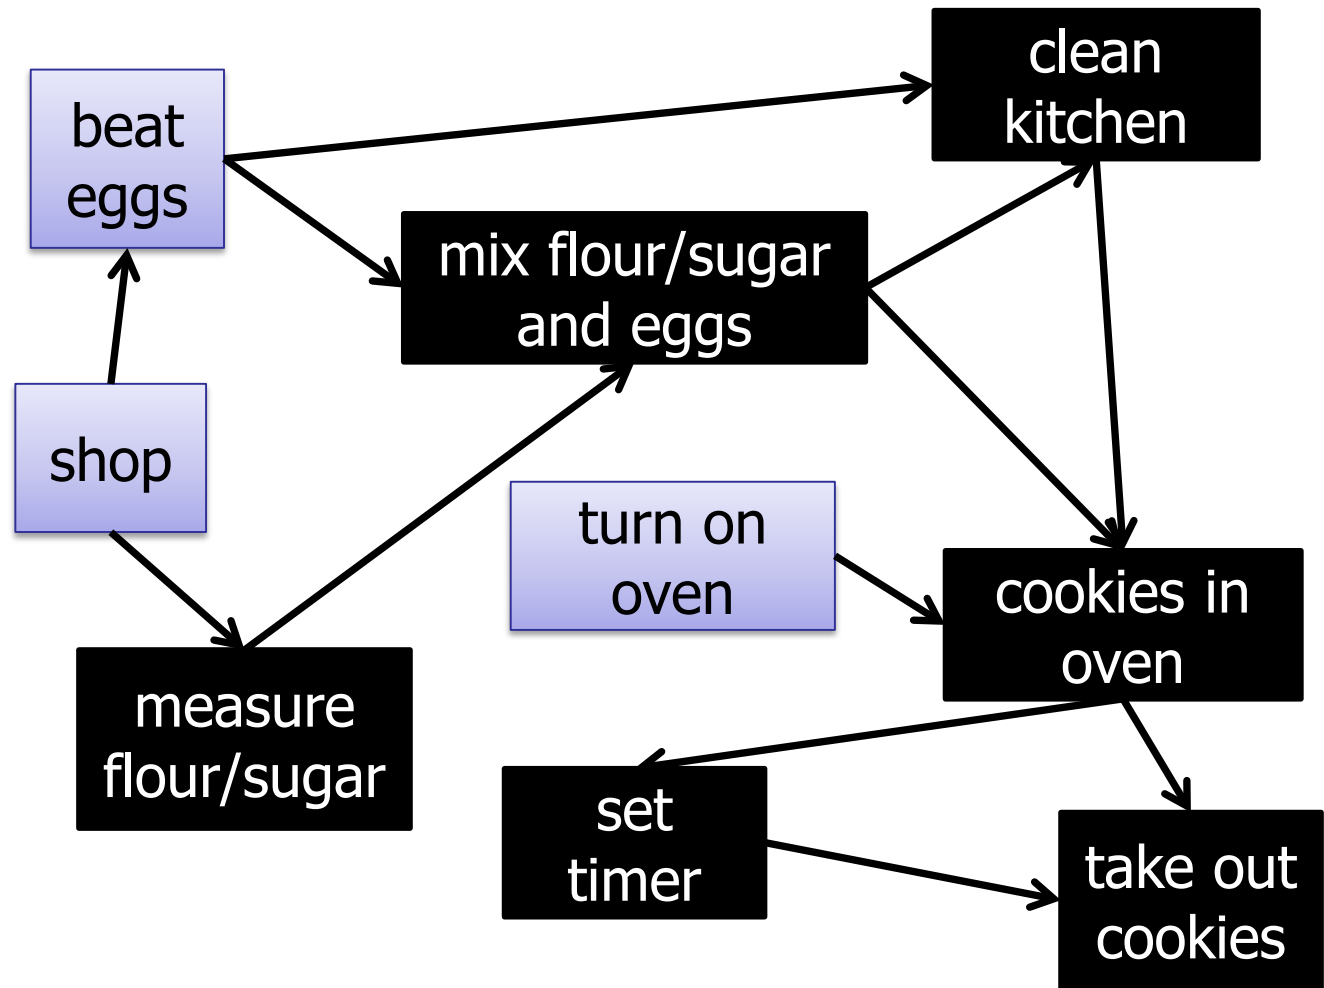 clean
kitchen
beat
eggs
mix flour/sugar
and eggs
shop
turn on
oven
cookies in
oven
measure
flour/sugar
set
timer
take out
cookies